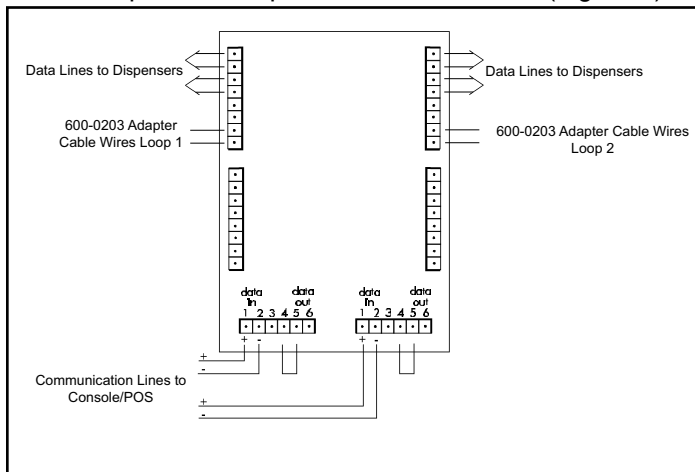 Data Lines to Dispensers
Data Lines to Dispensers
600-0203 Adapter
Cable Wires Loop 1
600-0203 Adapter Cable Wires
Loop 2
data
in
data
out
1 2 3 4 5 6
+ -
data
in
data
out
1 2 3 4 5 6
+ -
+
-
Communication Lines to
Console/POS
+
-